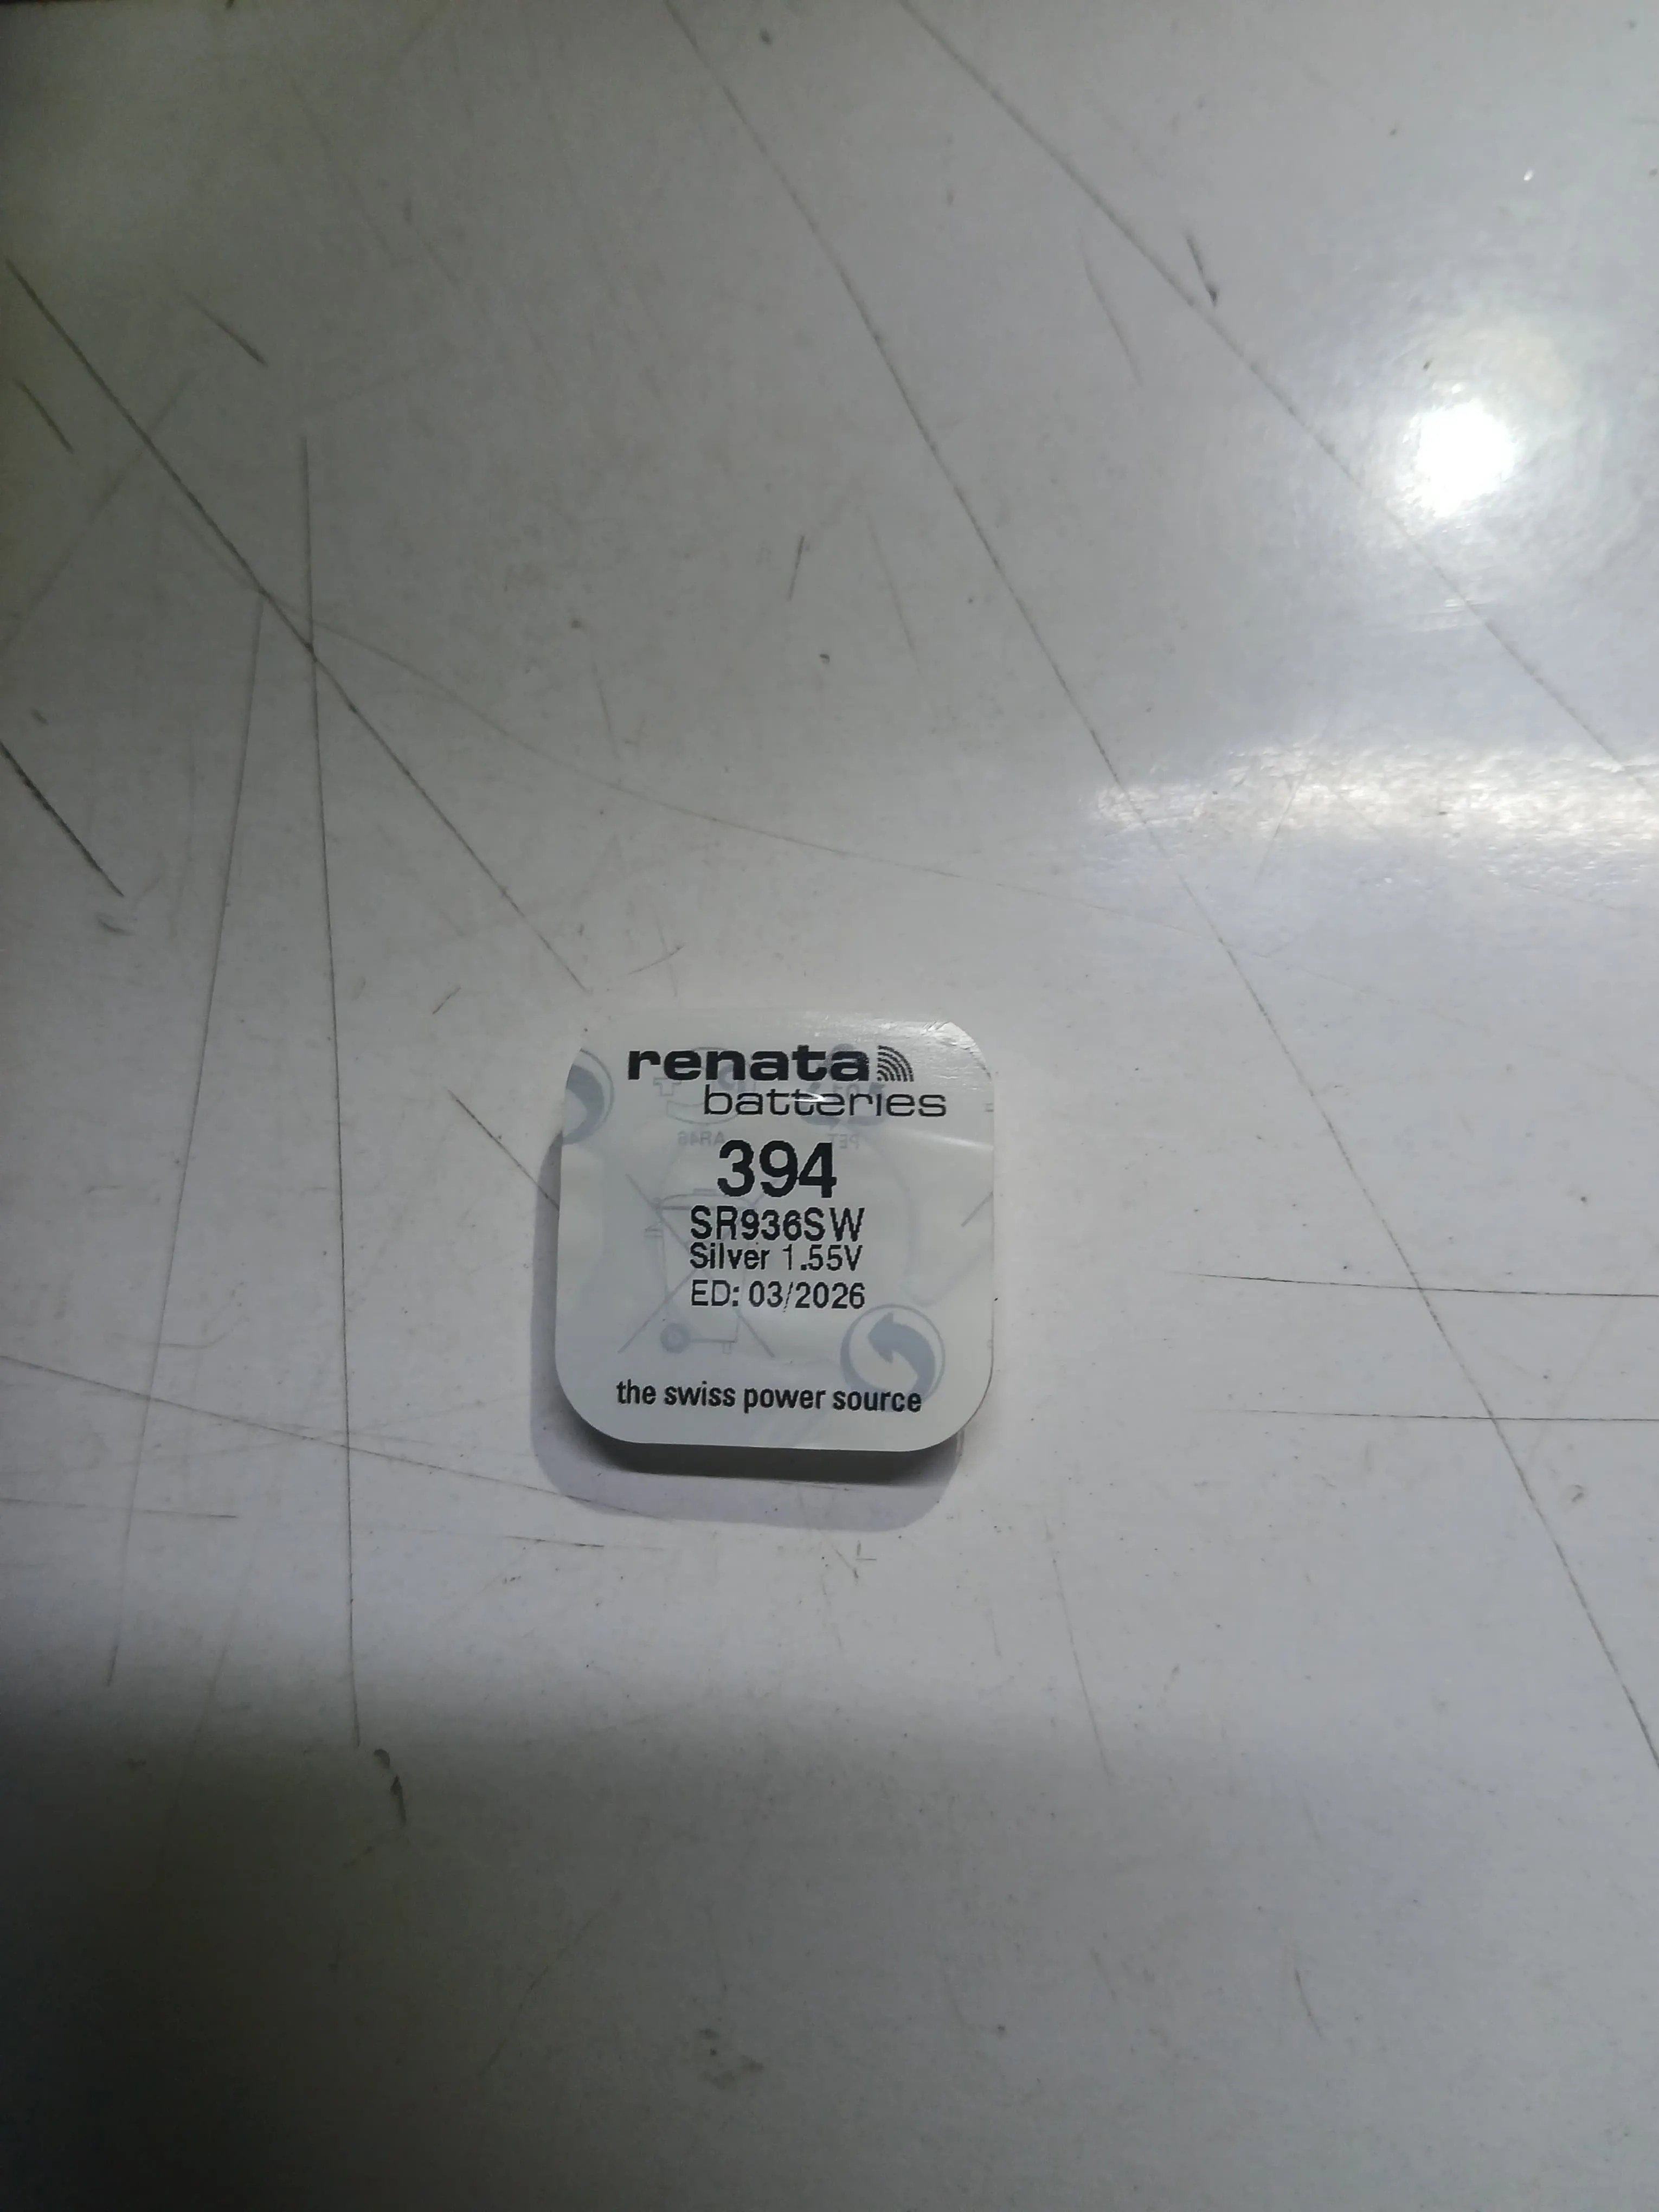 renata
batteries
394
SR936SW
Silver 1.55V
ED: 03/2026
the swiss power source